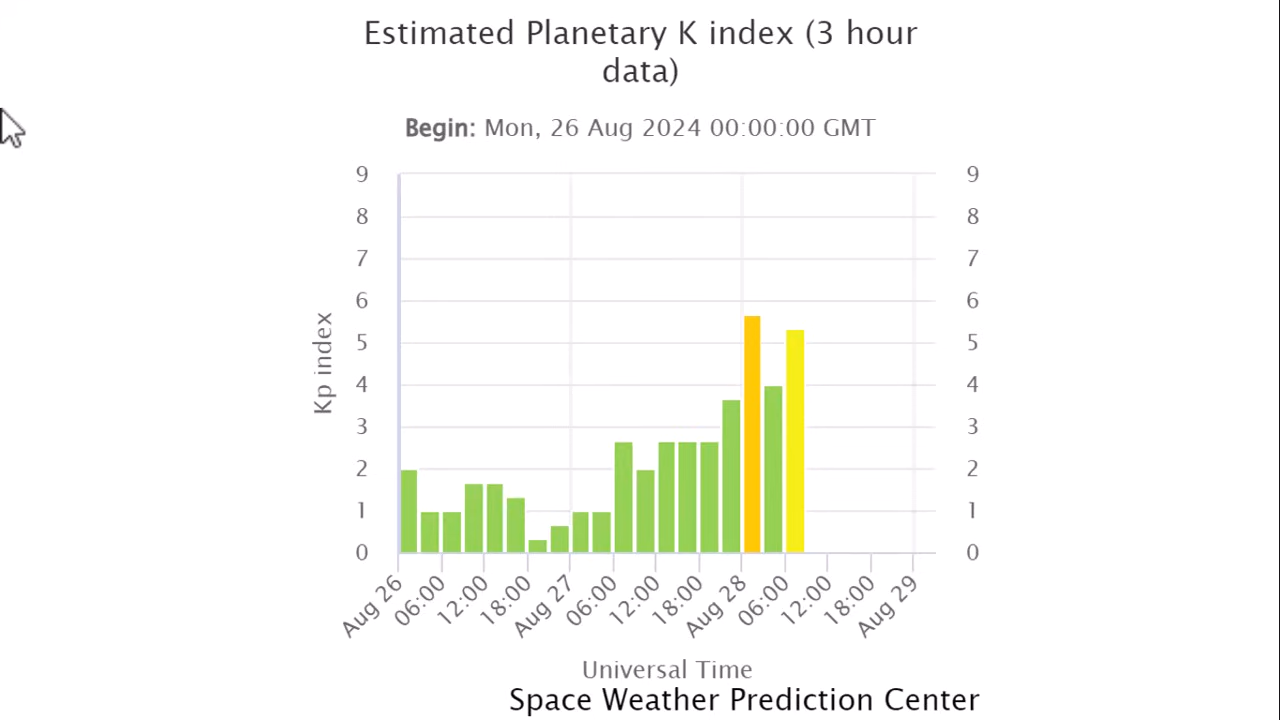 Estimated Planetary K index (3 hour
data)
Begin: Mon, 26 Aug 2024 00:00:00 GMT
9 9
8 8
7 7
6 6
5 5
4 4
3 3
2 2
1 1
0 0
Kp index
Aug 26 06:00 12:00 18:00 Aug 27 06:00 12:00 18:00 Aug 28 06:00 12:00 18:00 Aug 29
Universal Time
Space Weather Prediction Center